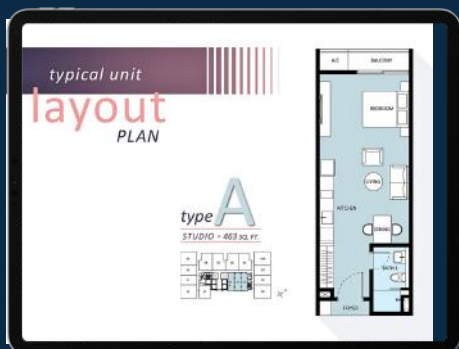 typical unit
layout
PLAN
type A
STUDIO - 463 SQ. FT.
A/C
BALCONY
BEDROOM
LIVING
KITCHEN
DINING
BATH 1
FOYER